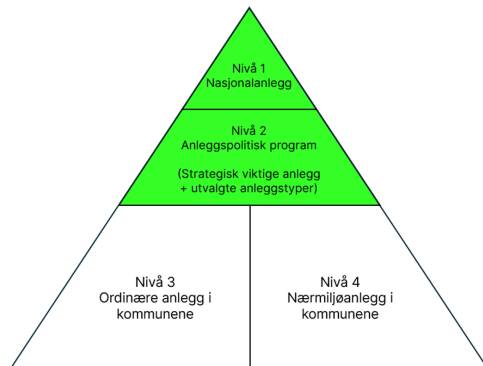 Nivå 1
Nasjonalanlegg
Nivå 2
Anleggspolitisk program
(Strategisk viktige anlegg
+ utvalgte anleggstyper)
Nivå 3
Ordinære anlegg i
kommunene
Nivå 4
Nærmiljøanlegg i
kommunene